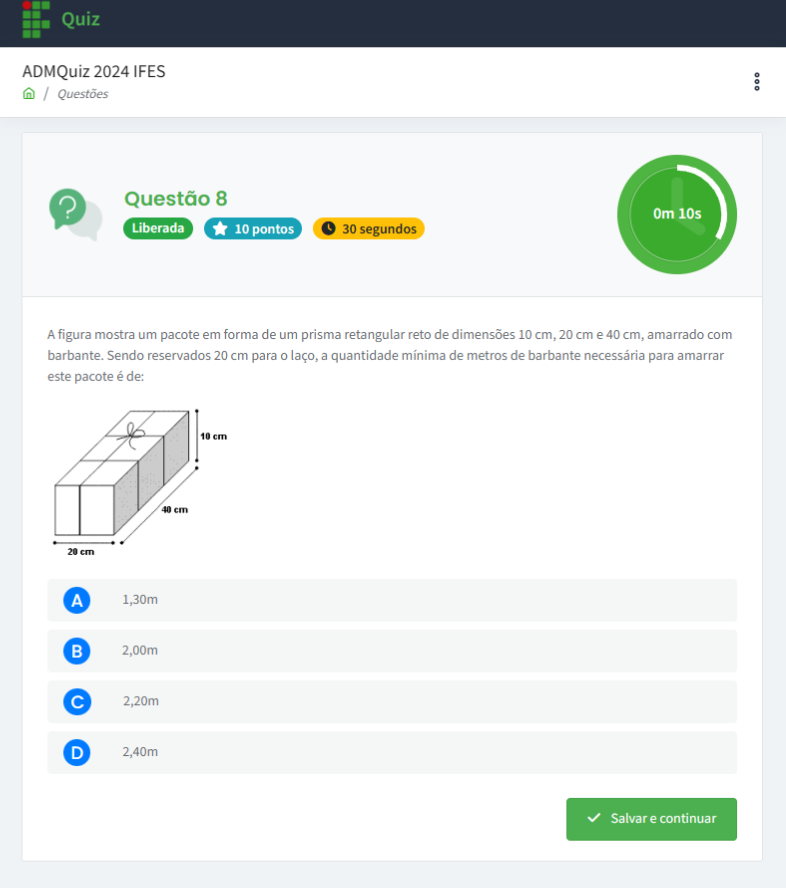 Quiz
ADMQuiz 2024 IFES
/ Questões
Questão 8
Liberada
10 pontos
30 segundos
0m 10s
A figura mostra um pacote em forma de um prisma retangular reto de dimensões 10 cm, 20 cm e 40 cm, amarrado com
barbante. Sendo reservados 20 cm para o laço, a quantidade mínima de metros de barbante necessária para amarrar
este pacote é de:
10 cm
40 cm
20 cm
A 1,30m
B 2,00m
C 2,20m
D 2,40m
Salvar e continuar